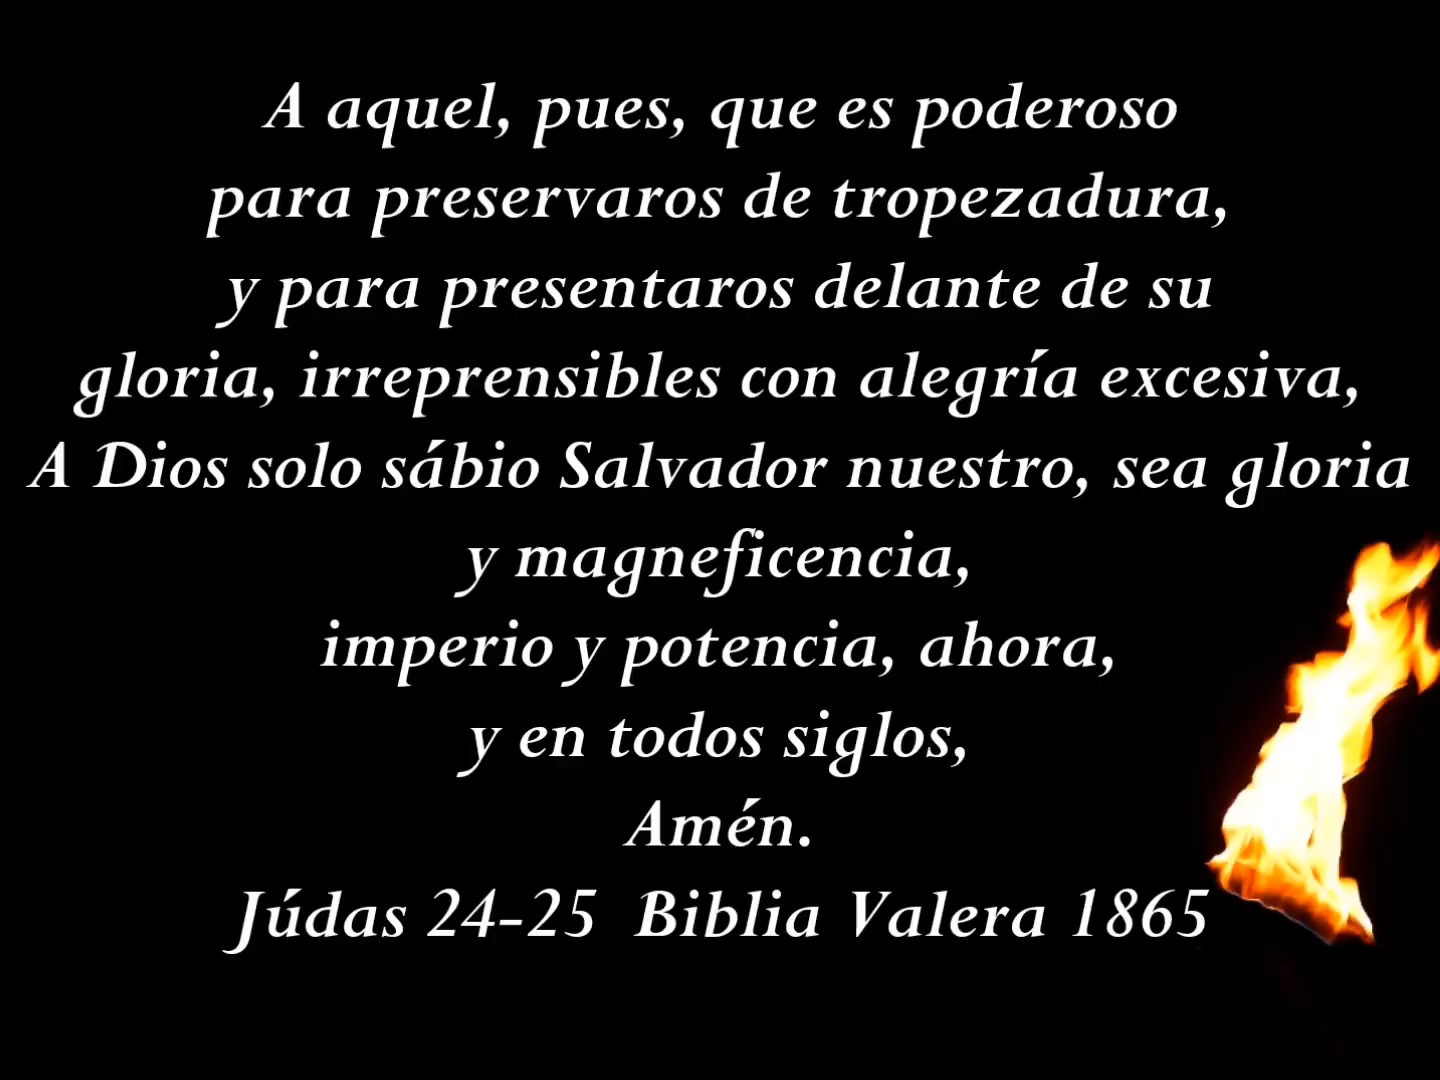 A aquel, pues, que es poderoso
para preservaros de tropezadura,
y para presentaros delante de su
gloria, irreprensibles con alegría excesiva,
A Dios solo sábio Salvador nuestro, sea gloria
y magneficencia,
imperio y potencia, ahora,
y en todos siglos,
Amén.
Júdas 24-25 Biblia Valera 1865